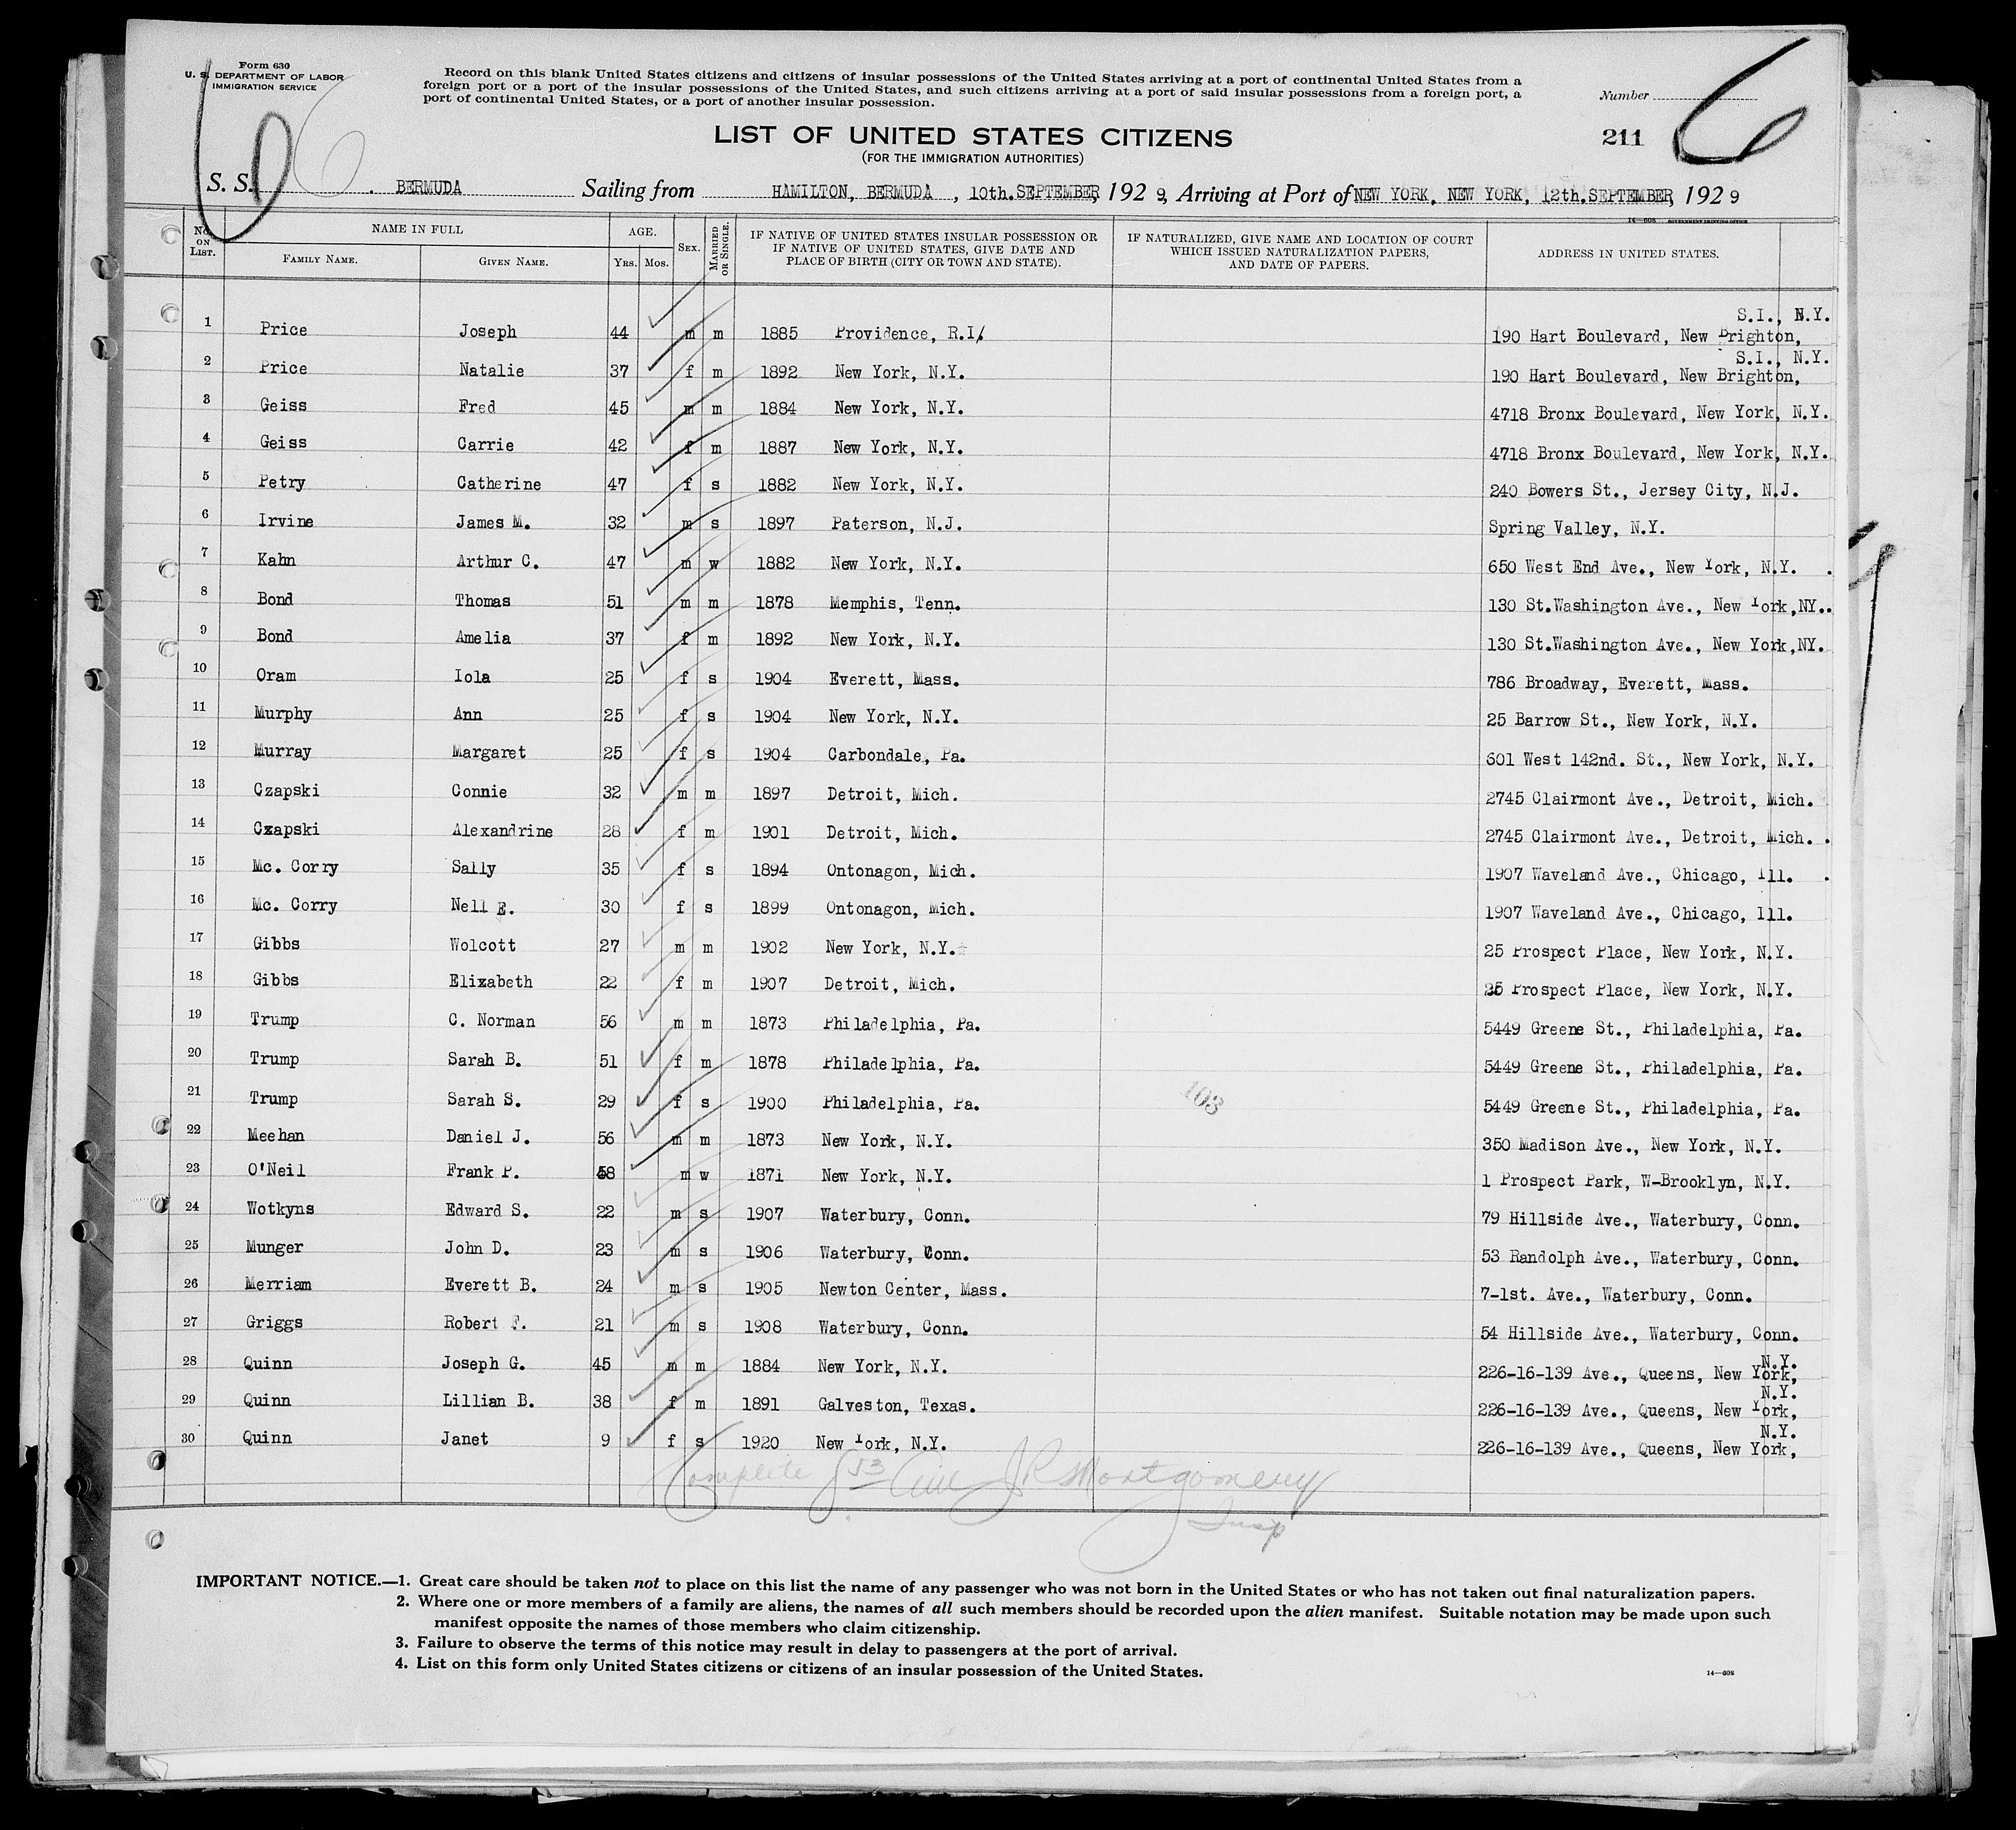 Form 630
U. S. DEPARTMENT OF LABOR
IMMIGRATION SERVICE
Record on this blank United States citizens and citizens of insular possessions of the United States arriving at a port of continental United States from a
foreign port or a port of the insular possessions of the United States, and such citizens arriving at a port of said insular possessions from a foreign port, a
port of continental United States, or a port of another insular possession.
Number
6 6 6
LIST OF UNITED STATES CITIZENS
211
(FOR THE IMMIGRATION AUTHORITIES)
S. S. BERMUDA Sailing from HAMILTON, BERMUDA , 10th. SEPTEMBER, 1929, Arriving at Port of NEW YORK, NEW YORK, 12th. SEPTEMBER, 1929
14—608 GOVERNMENT PRINTING OFFICE
No. ON LIST. NAME IN FULL FAMILY NAME. GIVEN NAME. AGE. YRS. MOS. SEX. MARRIED OR SINGLE. IF NATIVE OF UNITED STATES INSULAR POSSESSION OR IF NATIVE OF UNITED STATES, GIVE DATE AND PLACE OF BIRTH (CITY OR TOWN AND STATE). IF NATURALIZED, GIVE NAME AND LOCATION OF COURT WHICH ISSUED NATURALIZATION PAPERS, AND DATE OF PAPERS. ADDRESS IN UNITED STATES.
1 Price Joseph 44 m m 1885 Providence, R.I. 190 Hart Boulevard, New Brighton, S.I., N.Y.
2 Price Natalie 37 f m 1892 New York, N.Y. 190 Hart Boulevard, New Brighton, S.I., N.Y.
3 Geiss Fred 45 m m 1884 New York, N.Y. 4718 Bronx Boulevard, New York, N.Y.
4 Geiss Carrie 42 f m 1887 New York, N.Y. 4718 Bronx Boulevard, New York, N.Y.
5 Petry Catherine 47 f s 1882 New York, N.Y. 240 Bowers St., Jersey City, N.J.
6 Irvine James M. 32 m s 1897 Paterson, N.J. Spring Valley, N.Y.
7 Kahn Arthur C. 47 m w 1882 New York, N.Y. 650 West End Ave., New York, N.Y.
8 Bond Thomas 51 m m 1878 Memphis, Tenn. 130 St.Washington Ave., New York,NY..
9 Bond Amelia 37 f m 1892 New York, N.Y. 130 St.Washington Ave., New York,NY.
10 Oram Iola 25 f s 1904 Everett, Mass. 786 Broadway, Everett, Mass.
11 Murphy Ann 25 f s 1904 New York, N.Y. 25 Barrow St., New York, N.Y.
12 Murray Margaret 25 f s 1904 Carbondale, Pa. 601 West 142nd. St., New York, N.Y.
13 Czapski Connie 32 m m 1897 Detroit, Mich. 2745 Clairmont Ave., Detroit, Mich.
14 Czapski Alexandrine 28 f m 1901 Detroit, Mich. 2745 Clairmont Ave., Detroit, Mich.
15 Mc. Corry Sally 35 f s 1894 Ontonagon, Mich. 1907 Waveland Ave., Chicago, Ill.
16 Mc. Corry Nell E. 30 f s 1899 Ontonagon, Mich. 1907 Waveland Ave., Chicago, Ill.
17 Gibbs Wolcott 27 m m 1902 New York, N.Y. 25 Prospect Place, New York, N.Y.
18 Gibbs Elizabeth 22 f m 1907 Detroit, Mich. 25 Prospect Place, New York, N.Y.
19 Trump C. Norman 56 m m 1873 Philadelphia, Pa. 5449 Greene St., Philadelphia, Pa.
20 Trump Sarah B. 51 f m 1878 Philadelphia, Pa. 5449 Greene St., Philadelphia, Pa.
21 Trump Sarah S. 29 f s 1900 Philadelphia, Pa. 103 5449 Greene St., Philadelphia, Pa.
22 Meehan Daniel J. 56 m m 1873 New York, N.Y. 350 Madison Ave., New York, N.Y.
23 O'Neil Frank P. 58 m w 1871 New York, N.Y. 1 Prospect Park, W-Brooklyn, N.Y.
24 Wotkyns Edward S. 22 m s 1907 Waterbury, Conn. 79 Hillside Ave., Waterbury, Conn.
25 Munger John D. 23 m s 1906 Waterbury, Conn. 53 Randolph Ave., Waterbury, Conn.
26 Merriam Everett B. 24 m s 1905 Newton Center, Mass. 7-1st. Ave., Waterbury, Conn.
27 Griggs Robert F. 21 m s 1908 Waterbury, Conn. 54 Hillside Ave., Waterbury, Conn.
28 Quinn Joseph G. 45 m m 1884 New York, N.Y. 226-16-139 Ave., Queens, New York, N.Y.
29 Quinn Lillian B. 38 f m 1891 Galveston, Texas. 226-16-139 Ave., Queens, New York, N.Y.
30 Quinn Janet 9 f s 1920 New York, N.Y. 226-16-139 Ave., Queens, New York, N.Y.
Complete J R Montgomery
Insp
IMPORTANT NOTICE.—1. Great care should be taken not to place on this list the name of any passenger who was not born in the United States or who has not taken out final naturalization papers.
2. Where one or more members of a family are aliens, the names of all such members should be recorded upon the alien manifest. Suitable notation may be made upon such
manifest opposite the names of those members who claim citizenship.
3. Failure to observe the terms of this notice may result in delay to passengers at the port of arrival.
4. List on this form only United States citizens or citizens of an insular possession of the United States.
14—608